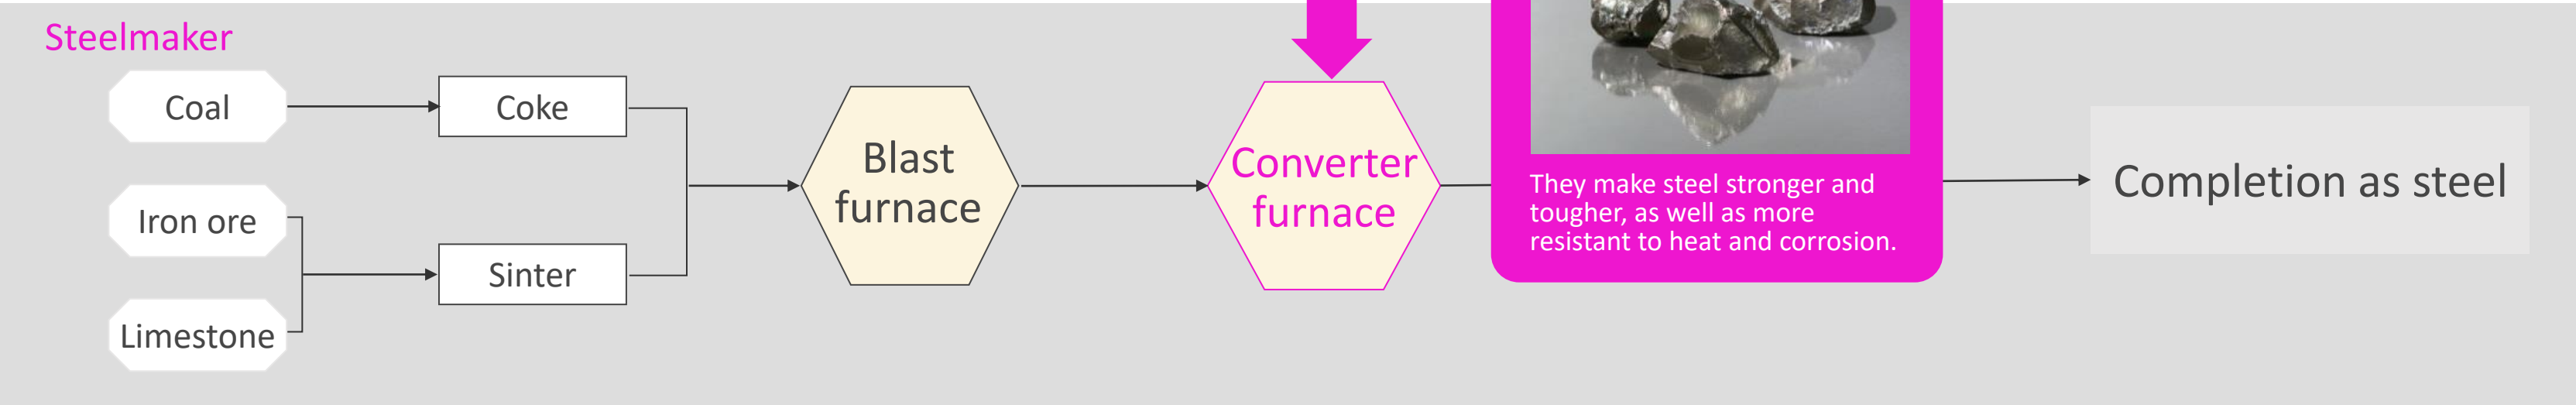 Steelmaker
Coal
Coke
Iron ore
Sinter
Limestone
Blast
furnace
Converter
furnace
They make steel stronger and
tougher, as well as more
resistant to heat and corrosion.
Completion as steel